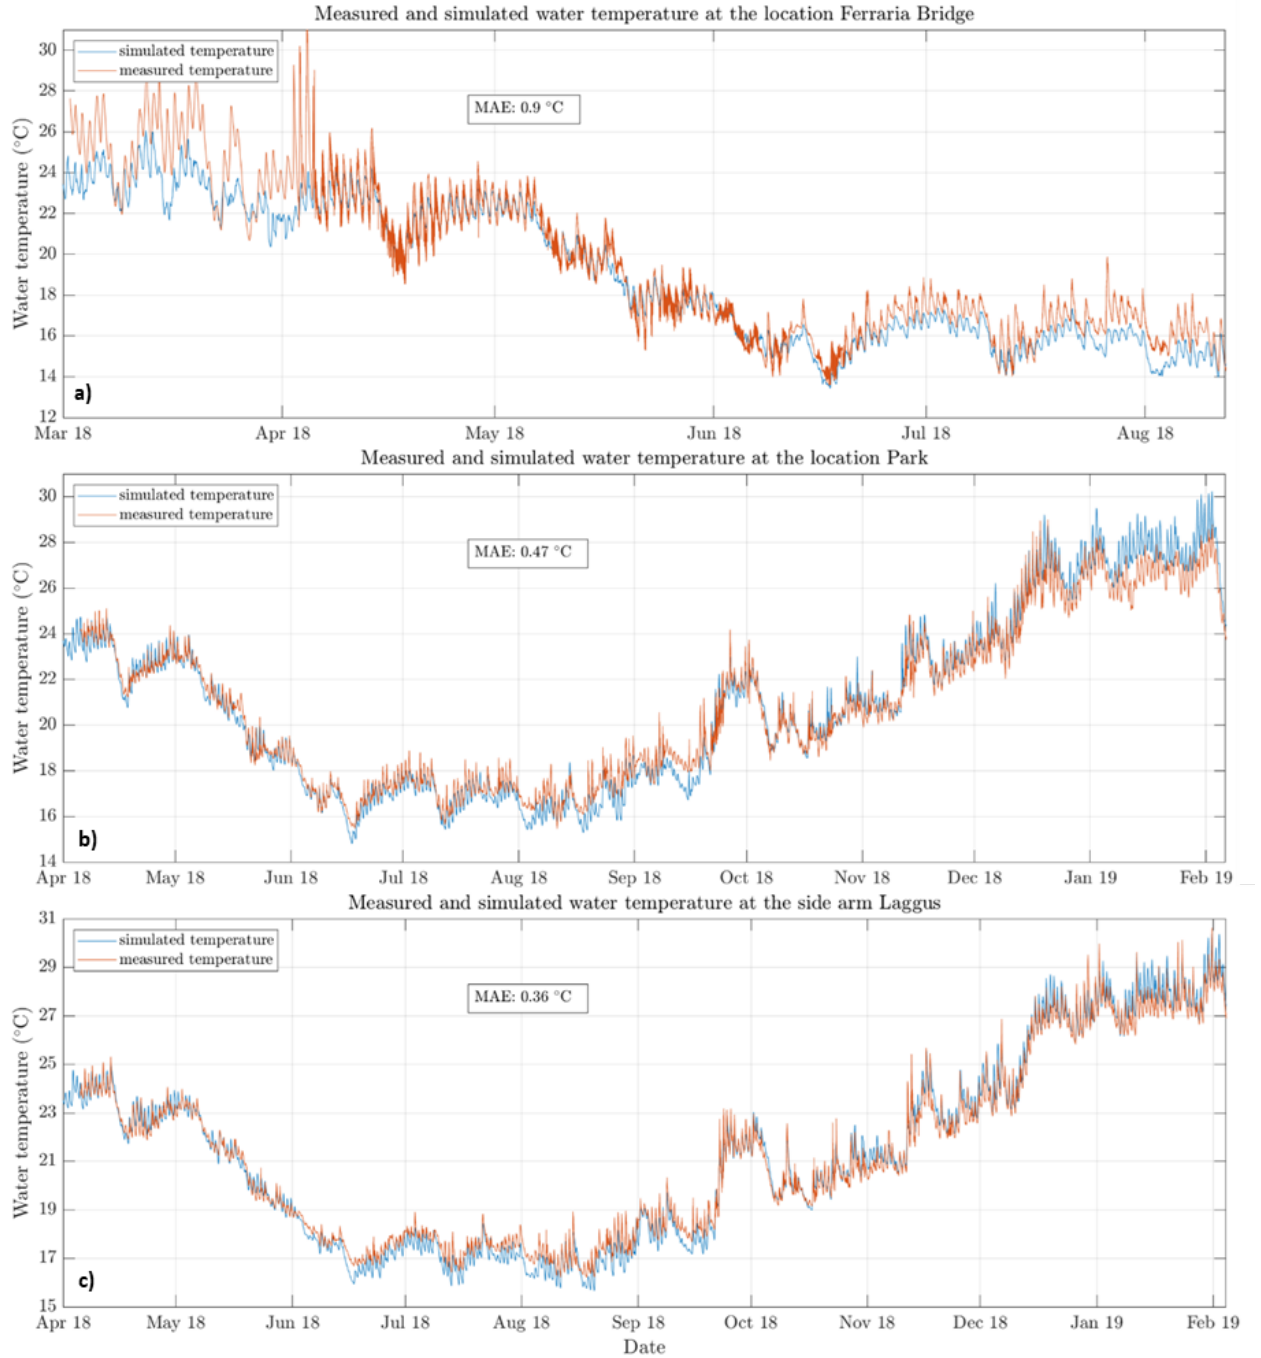 Measured and simulated water temperature at the location Ferraria Bridge
simulated temperature
measured temperature
MAE: 0.9 °C
Water temperature (°C)
30
28
26
24
22
20
18
16
14
12
a)
Mar 18 Apr 18 May 18 Jun 18 Jul 18 Aug 18
Measured and simulated water temperature at the location Park
simulated temperature
measured temperature
MAE: 0.47 °C
Water temperature (°C)
30
28
26
24
22
20
18
16
14
b)
Apr 18 May 18 Jun 18 Jul 18 Aug 18 Sep 18 Oct 18 Nov 18 Dec 18 Jan 19 Feb 19
Measured and simulated water temperature at the side arm Laggus
simulated temperature
measured temperature
MAE: 0.36 °C
Water temperature (°C)
31
29
27
25
23
21
19
17
15
c)
Apr 18 May 18 Jun 18 Jul 18 Aug 18 Sep 18 Oct 18 Nov 18 Dec 18 Jan 19 Feb 19
Date